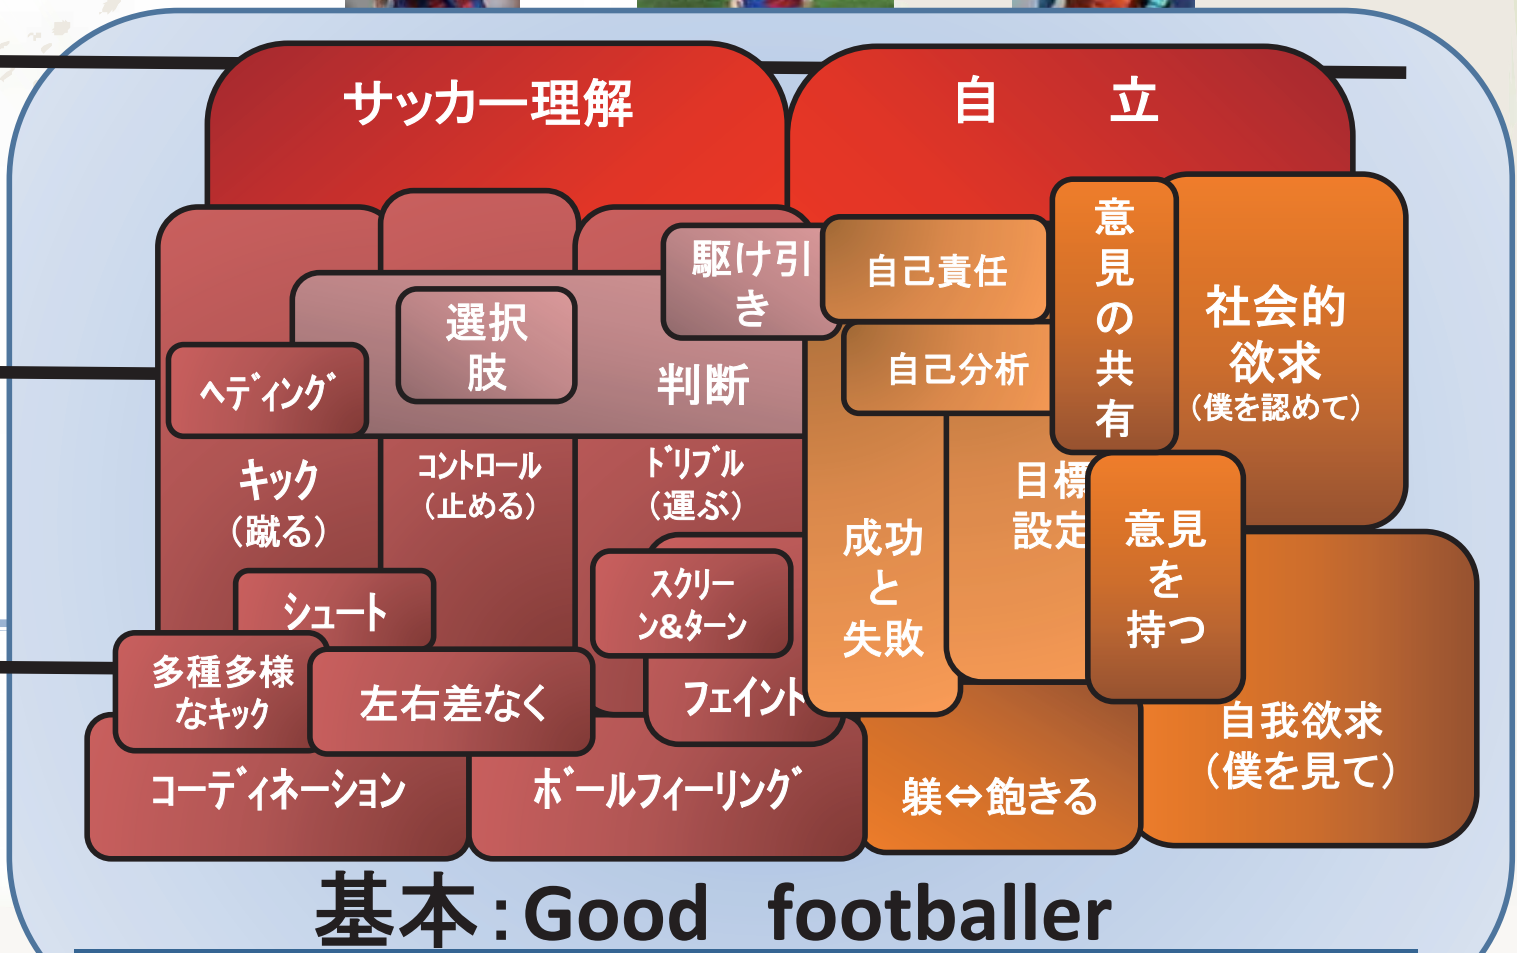 サッカー理解
自　立
駆け引
き
選択
肢
判断
ヘディング
キック
（蹴る）
コントロール
（止める）
ドリブル
（運ぶ）
シュート
スクリー
ン&ターン
フェイント
多種多様
なキック
左右差なく
コーディネーション
ボールフィーリング
自己責任
自己分析
意
見
の
共
有
社会的
欲求
（僕を認めて）
目標
設定
成功
と
失敗
意見
を
持つ
自我欲求
（僕を見て）
躾⇔飽きる
基本：Good footballer